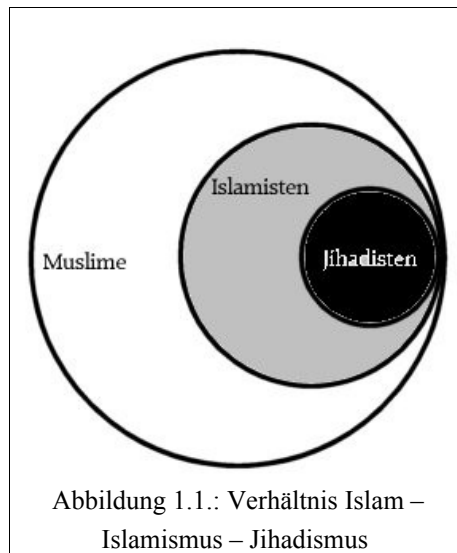 Islamisten
Muslime
Jihadisten
Abbildung 1.1.: Verhältnis Islam –
Islamismus – Jihadismus